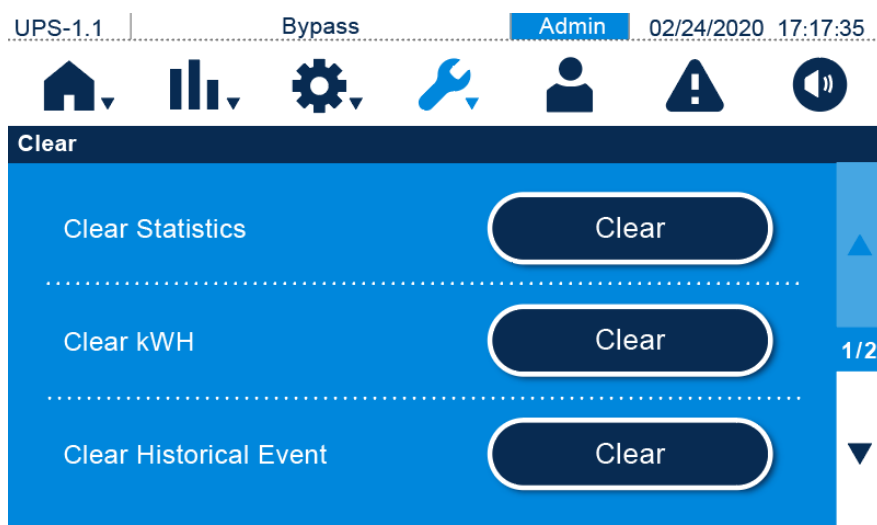 UPS-1.1 Bypass Admin 02/24/2020 17:17:35
Clear
Clear Statistics Clear
Clear kWH Clear
1/2
Clear Historical Event Clear